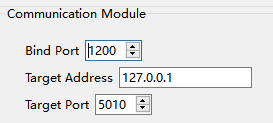 Communication Module
Bind Port 1200
Target Address 127.0.0.1
Target Port 5010